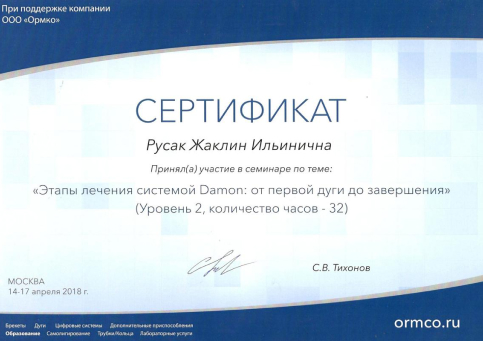 При поддержке компании
ООО «Ормко»
СЕРТИФИКАТ
Русак Жаклин Ильинична
Принял(а) участие в семинаре по теме:
«Этапы лечения системой Damon: от первой дуги до завершения»
(Уровень 2, количество часов - 32)
С.В. Тихонов
МОСКВА
14-17 апреля 2018 г.
Брекеты Дуги Цифровые системы Дополнительные приспособления
Образование Самолигирование Трубки/Кольца Лабораторные услуги
ormco.ru